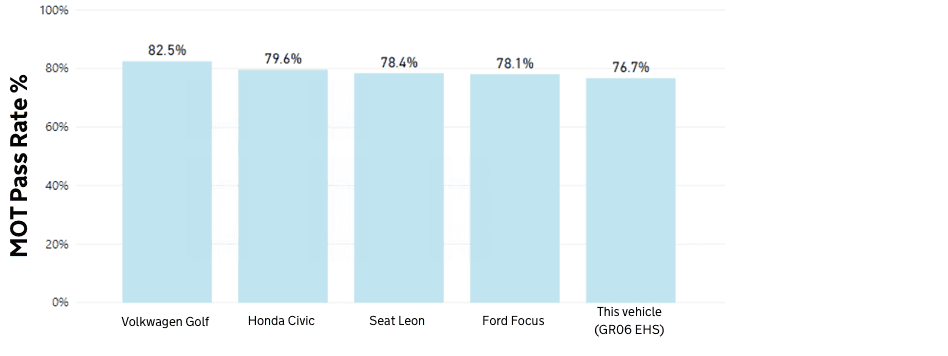 MOT Pass Rate %
100%
80%
60%
40%
20%
0%
82.5%
79.6%
78.4%
78.1%
76.7%
Volkwagen Golf
Honda Civic
Seat Leon
Ford Focus
This vehicle
(GR06 EHS)